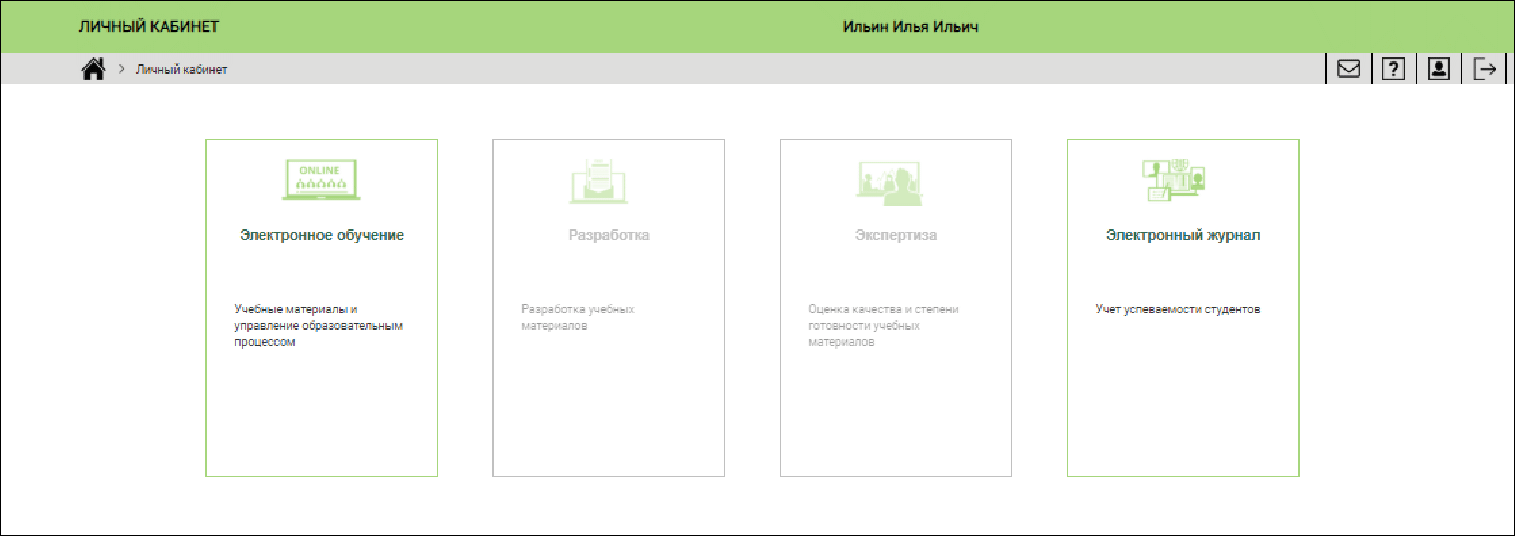 ЛИЧНЫЙ КАБИНЕТ
Ильин Илья Ильич
Личный кабинет
ONLINE
Электронное обучение
Учебные материалы и
управление образовательным
процессом
Разработка
Разработка учебных
материалов
Экспертиза
Оценка качества и степени
готовности учебных
материалов
Электронный журнал
Учет успеваемости студентов